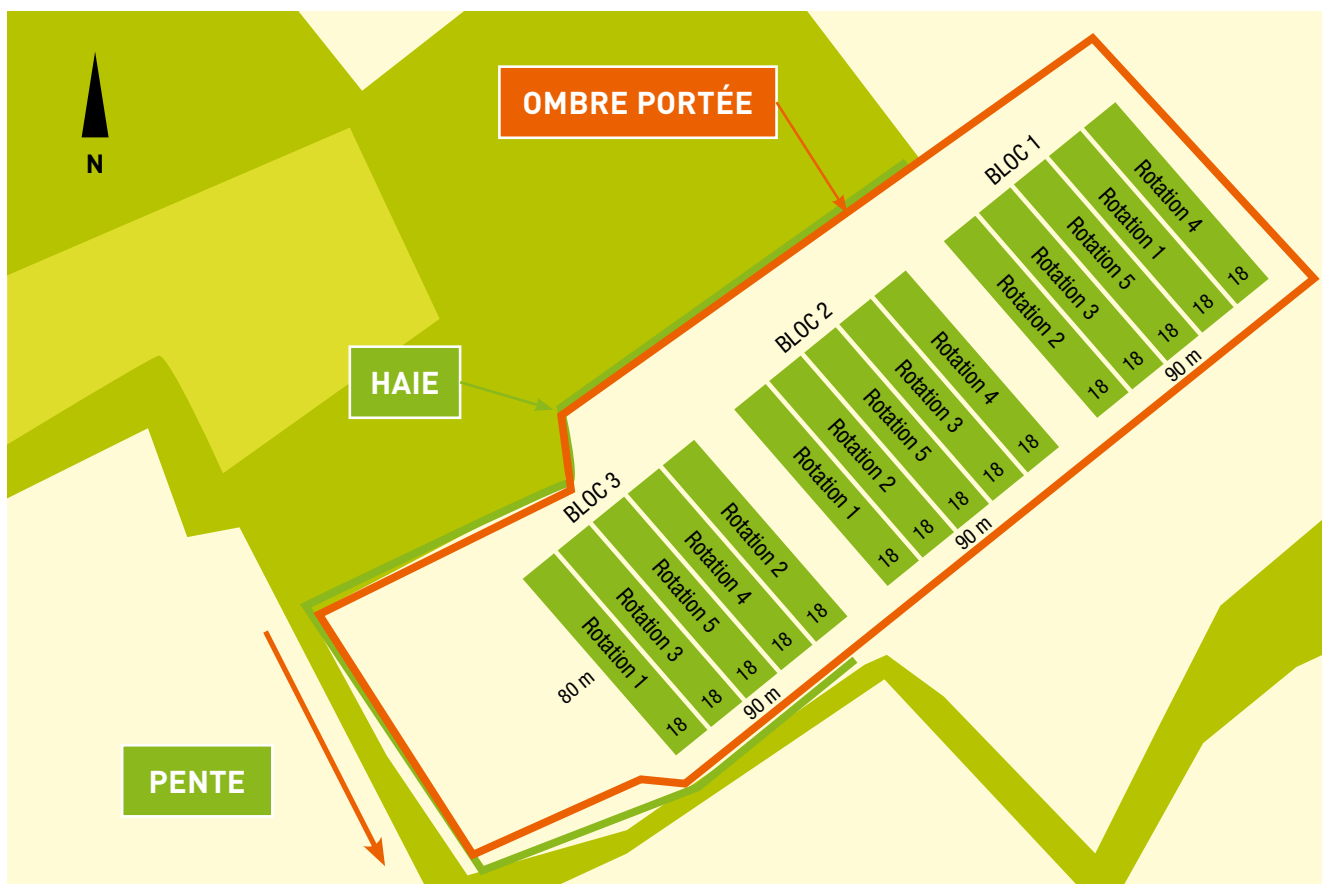 N
OMBRE PORTÉE
HAIE
PENTE
BLOC 1
Rotation 2
Rotation 3
Rotation 5
Rotation 1
Rotation 4
18
18
18
18
18
90 m
BLOC 2
Rotation 1
Rotation 2
Rotation 5
Rotation 3
Rotation 4
18
18
18
18
18
90 m
BLOC 3
Rotation 1
Rotation 3
Rotation 5
Rotation 4
Rotation 2
18
18
18
18
18
90 m
80 m